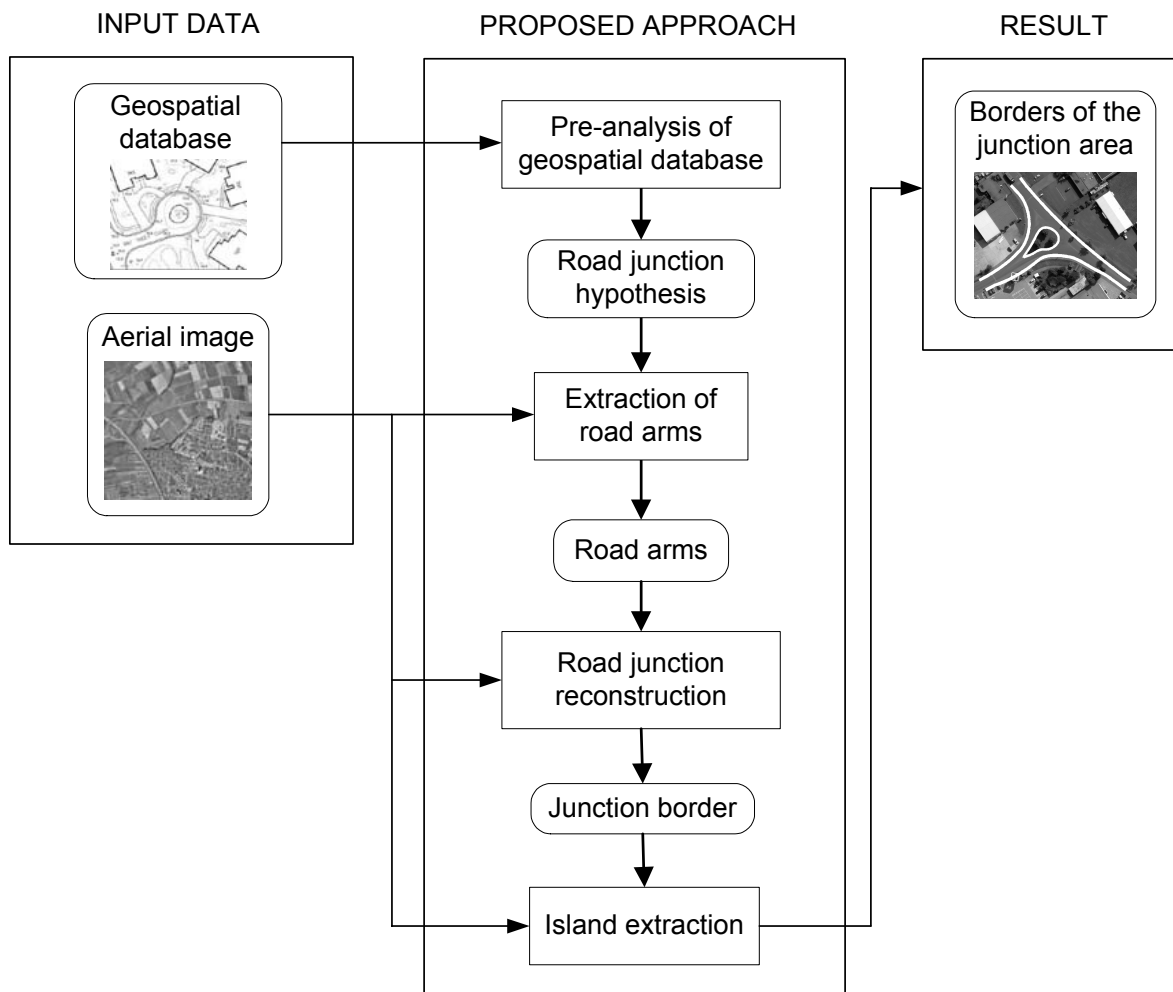 INPUT DATA
PROPOSED APPROACH
RESULT
Geospatial
database
Aerial image
Pre-analysis of
geospatial database
Road junction
hypothesis
Extraction of
road arms
Road arms
Road junction
reconstruction
Junction border
Island extraction
Borders of the
junction area